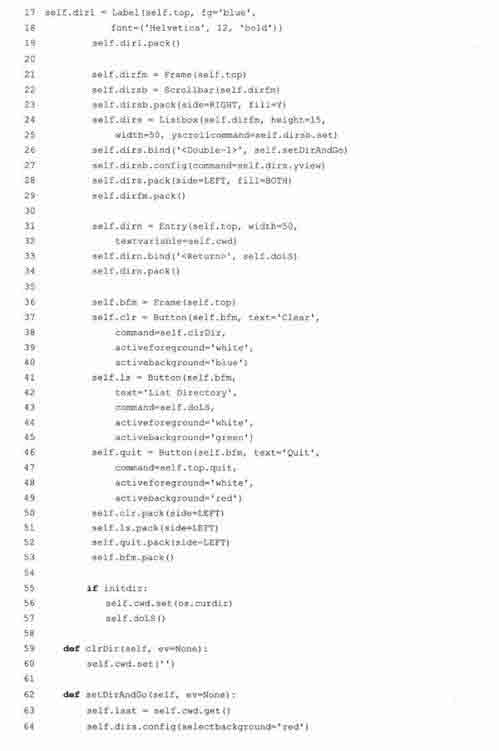 17 self.dirl = Label(self.top, fg='blue',
18 font=('Helvetica', 12, 'bold'))
19 self.dirl.pack()
20
21 self.dirfm = Frame(self.top)
22 self.dirsb = Scrollbar(self.dirfm)
23 self.dirsb.pack(side=RIGHT, fill=Y)
24 self.dirs = Listbox(self.dirfm, height=15,
25 width=50, yscrollcommand=self.dirsb.set)
26 self.dirs.bind('<Double-1>', self.setDirAndGo)
27 self.dirsb.config(command=self.dirs.yview)
28 self.dirs.pack(side=LEFT, fill=BOTH)
29 self.dirfm.pack()
30
31 self.dirn = Entry(self.top, width=50,
32 textvariable=self.cwd)
33 self.dirn.bind('<Return>', self.doLS)
34 self.dirn.pack()
35
36 self.bfm = Frame(self.top)
37 self.clr = Button(self.bfm, text='Clear',
38 command=self.clrDir,
39 activeforeground='white',
40 activebackground='blue')
41 self.ls = Button(self.bfm,
42 text='List Directory',
43 command=self.doLS,
44 activeforeground='white',
45 activebackground='green')
46 self.quit = Button(self.bfm, text='Quit',
47 command=self.top.quit,
48 activeforeground='white',
49 activebackground='red')
50 self.clr.pack(side=LEFT)
51 self.ls.pack(side=LEFT)
52 self.quit.pack(side=LEFT)
53 self.bfm.pack()
54
55 if initdir:
56 self.cwd.set(os.curdir)
57 self.doLS()
58
59 def clrDir(self, ev=None):
60 self.cwd.set('')
61
62 def setDirAndGo(self, ev=None):
63 self.last = self.cwd.get()
64 self.dirs.config(selectbackground='red')